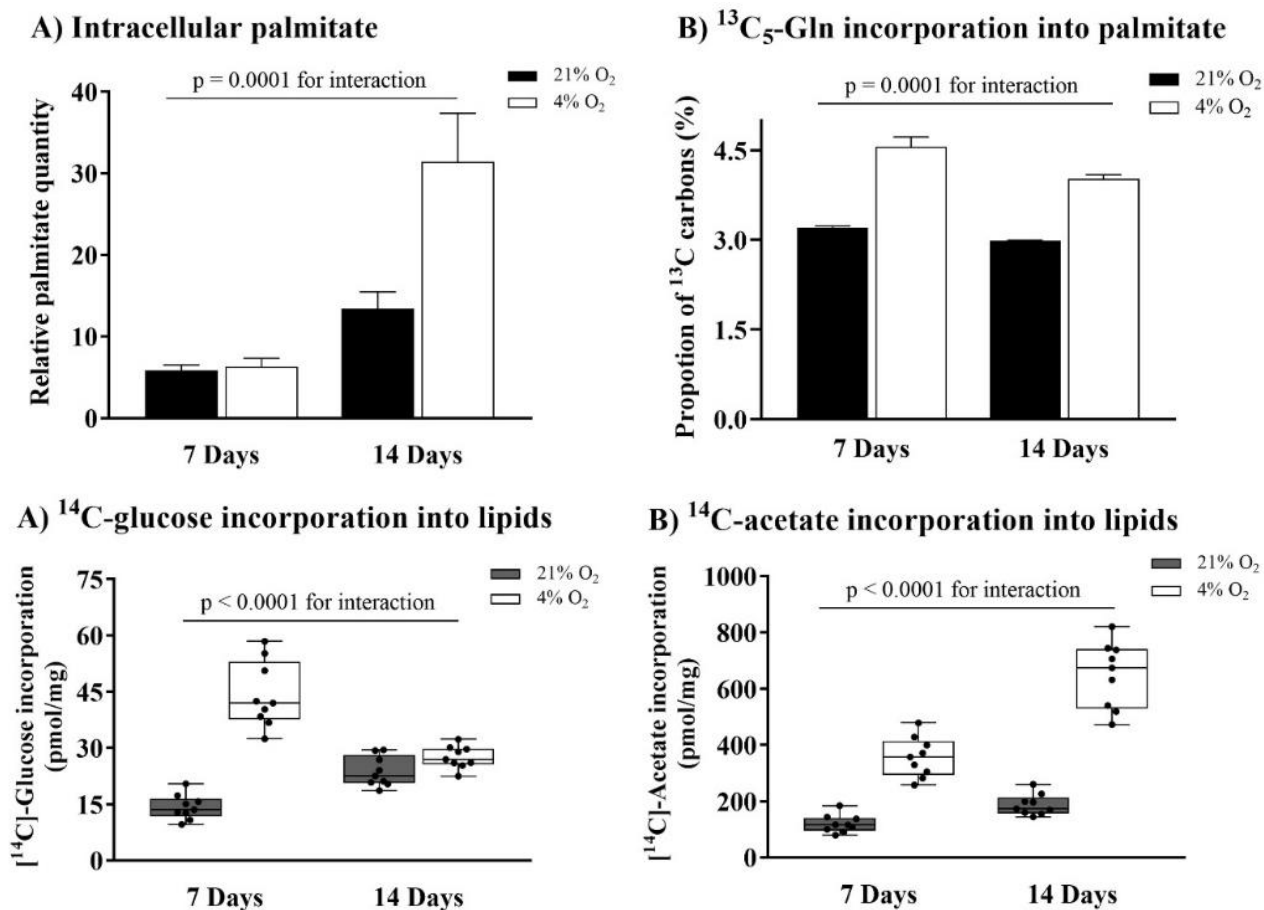 A) Intracellular palmitate
p = 0.0001 for interaction
21% O₂
4% O₂
Relative palmitate quantity
40
30
20
10
0
7 Days
14 Days
B) ¹³C₅-Gln incorporation into palmitate
p = 0.0001 for interaction
21% O₂
4% O₂
Propotion of ¹³C carbons (%)
4.5
3.0
1.5
0.0
7 Days
14 Days
A) ¹⁴C-glucose incorporation into lipids
p < 0.0001 for interaction
21% O₂
4% O₂
[¹⁴C]-Glucose incorporation
(pmol/mg)
75
60
45
30
15
0
7 Days
14 Days
B) ¹⁴C-acetate incorporation into lipids
p < 0.0001 for interaction
21% O₂
4% O₂
[¹⁴C]-Acetate incorporation
(pmol/mg)
1000
800
600
400
200
0
7 Days
14 Days